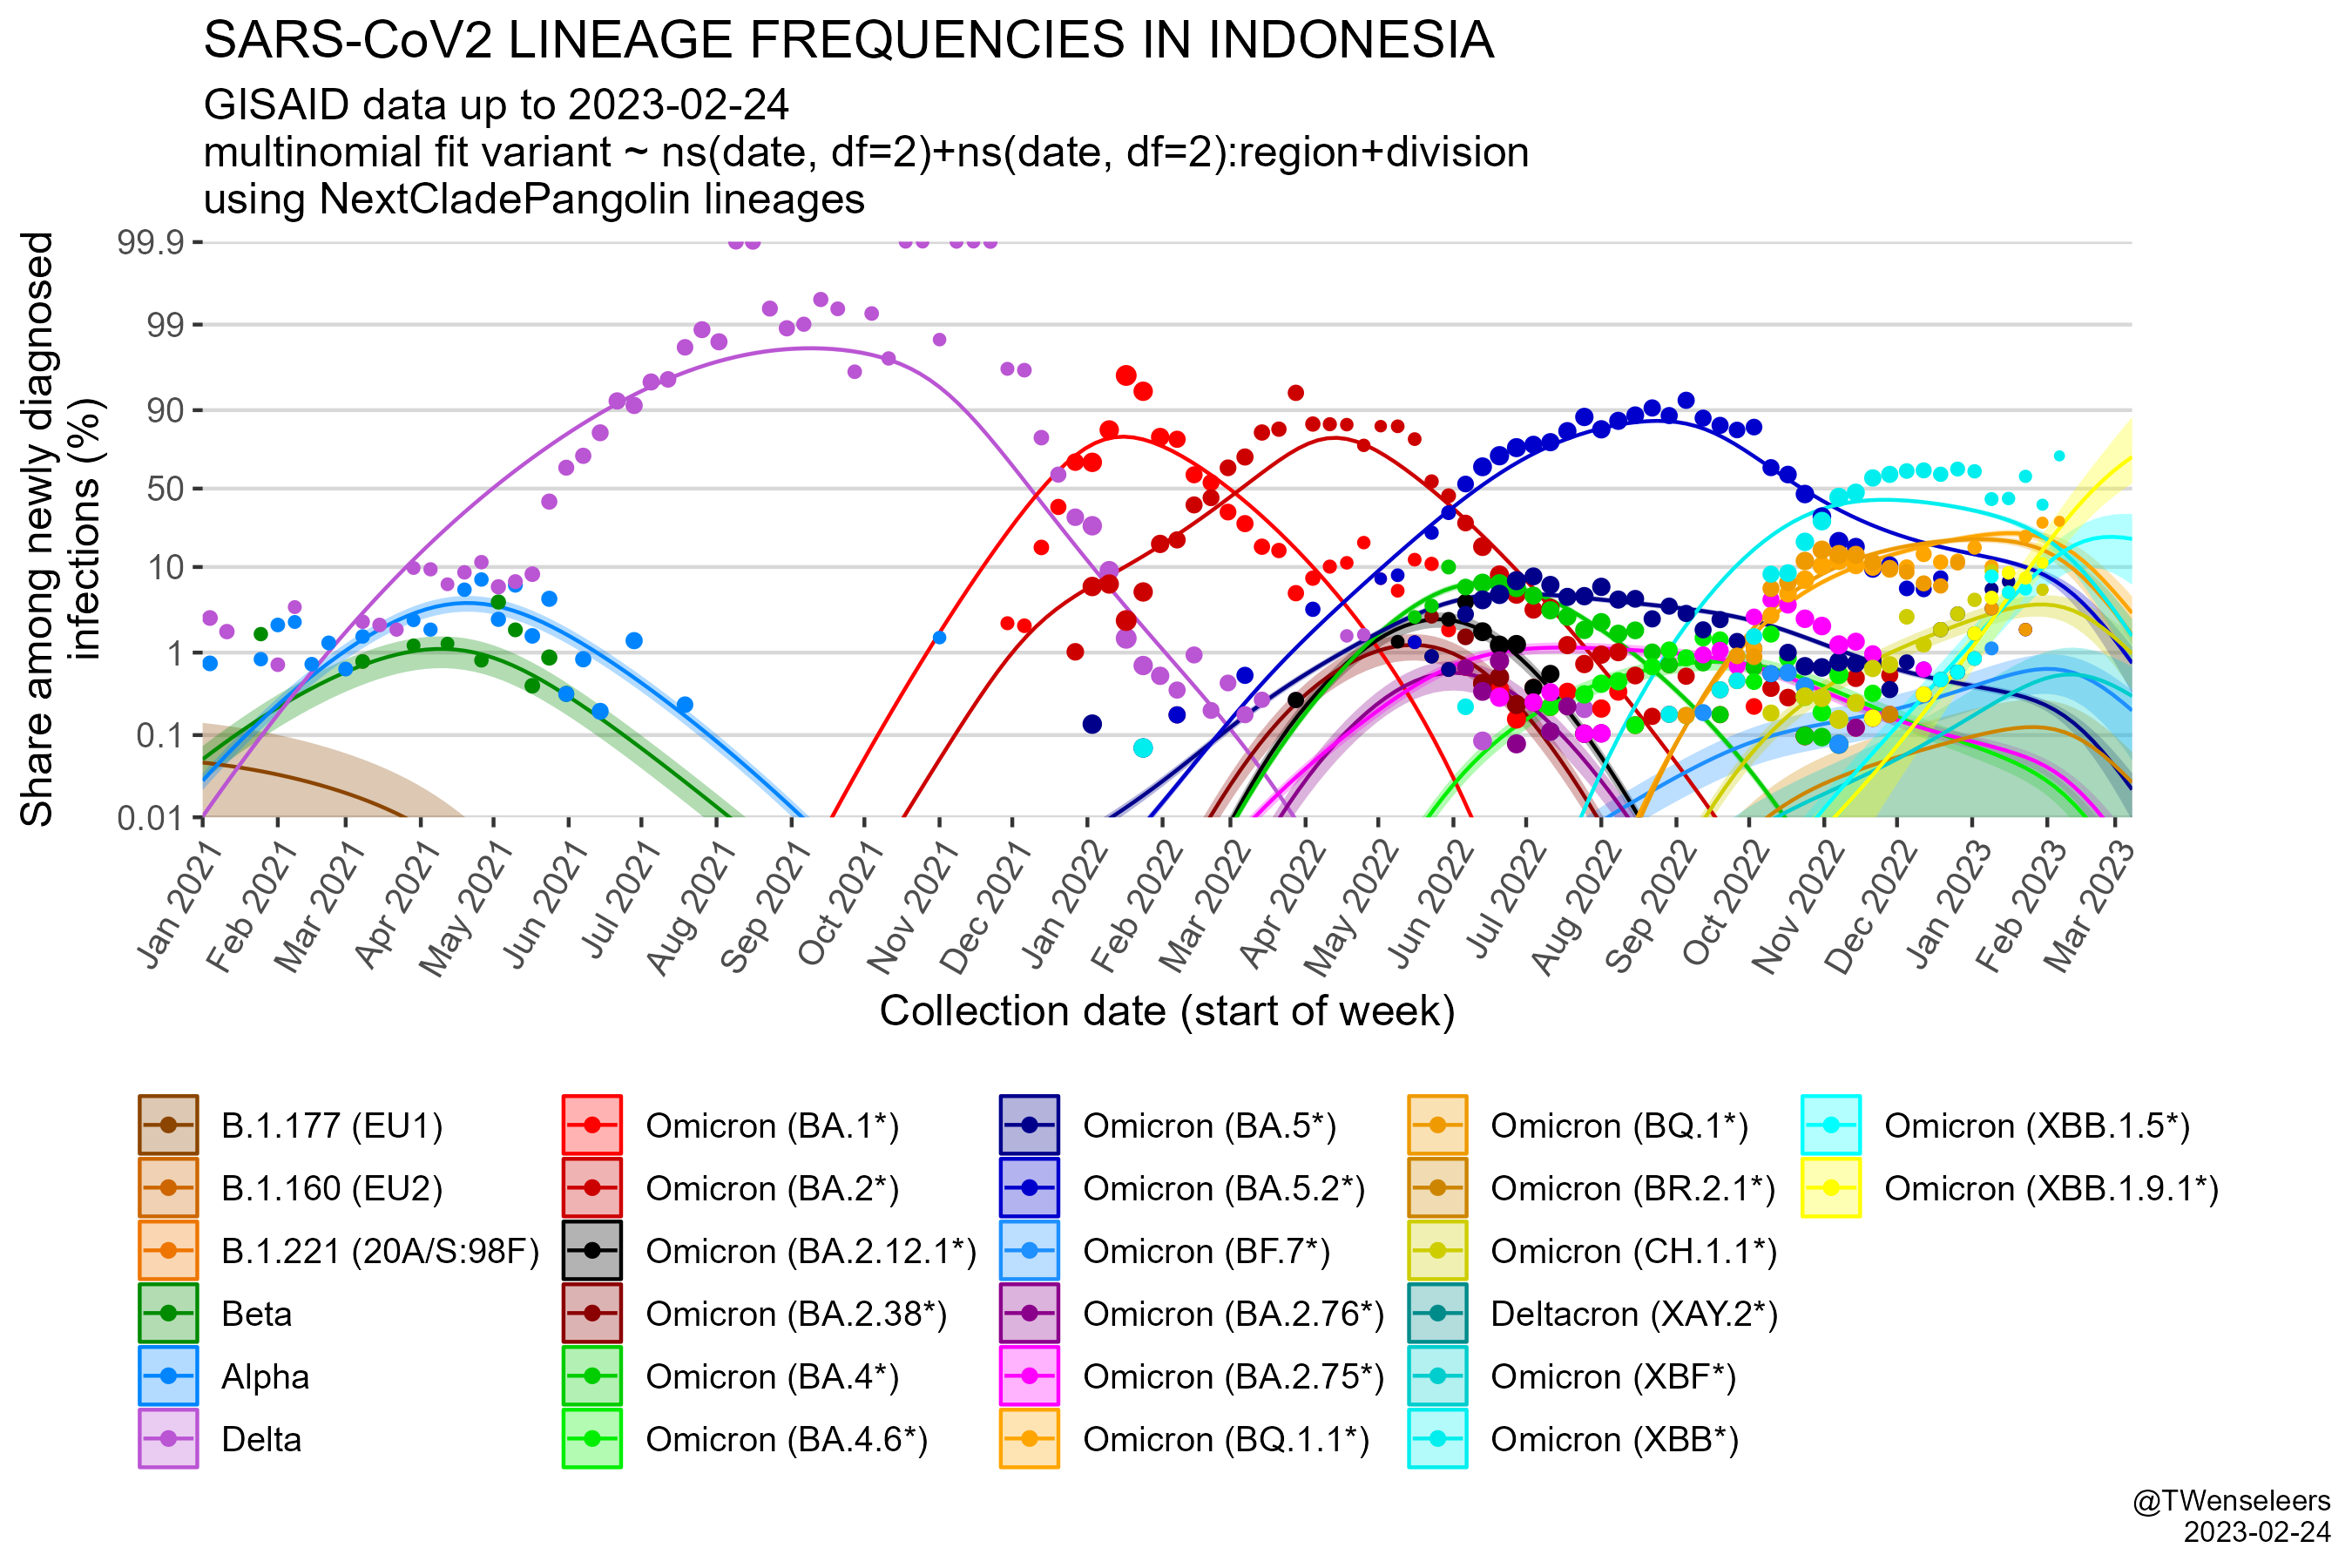 SARS-CoV2 LINEAGE FREQUENCIES IN INDONESIA
GISAID data up to 2023-02-24
multinomial fit variant ~ ns(date, df=2)+ns(date, df=2):region+division
using NextCladePangolin lineages
Share among newly diagnosed
infections (%)
99.9
99
90
50
10
1
0.1
0.01
Jan 2021
Feb 2021
Mar 2021
Apr 2021
May 2021
Jun 2021
Jul 2021
Aug 2021
Sep 2021
Oct 2021
Nov 2021
Dec 2021
Jan 2022
Feb 2022
Mar 2022
Apr 2022
May 2022
Jun 2022
Jul 2022
Aug 2022
Sep 2022
Oct 2022
Nov 2022
Dec 2022
Jan 2023
Feb 2023
Mar 2023
Collection date (start of week)
B.1.177 (EU1)
B.1.160 (EU2)
B.1.221 (20A/S:98F)
Beta
Alpha
Delta
Omicron (BA.1*)
Omicron (BA.2*)
Omicron (BA.2.12.1*)
Omicron (BA.2.38*)
Omicron (BA.4*)
Omicron (BA.4.6*)
Omicron (BA.5*)
Omicron (BA.5.2*)
Omicron (BF.7*)
Omicron (BA.2.76*)
Omicron (BA.2.75*)
Omicron (BQ.1.1*)
Omicron (BQ.1*)
Omicron (BR.2.1*)
Omicron (CH.1.1*)
Deltacron (XAY.2*)
Omicron (XBF*)
Omicron (XBB*)
Omicron (XBB.1.5*)
Omicron (XBB.1.9.1*)
@TWenseleers
2023-02-24